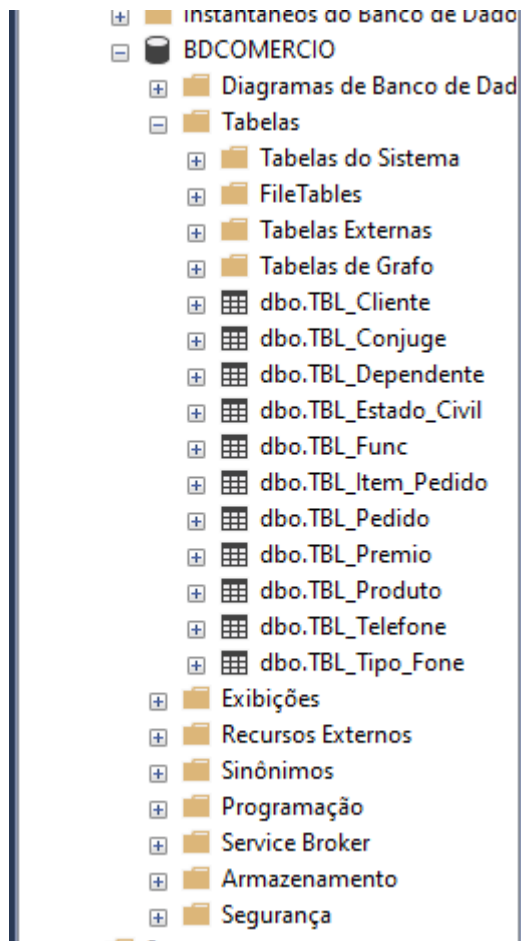 Instantâneos do Banco de Dado
BDCOMERCIO
Diagramas de Banco de Dad
Tabelas
Tabelas do Sistema
FileTables
Tabelas Externas
Tabelas de Grafo
dbo.TBL_Cliente
dbo.TBL_Conjuge
dbo.TBL_Dependente
dbo.TBL_Estado_Civil
dbo.TBL_Func
dbo.TBL_Item_Pedido
dbo.TBL_Pedido
dbo.TBL_Premio
dbo.TBL_Produto
dbo.TBL_Telefone
dbo.TBL_Tipo_Fone
Exibições
Recursos Externos
Sinônimos
Programação
Service Broker
Armazenamento
Segurança